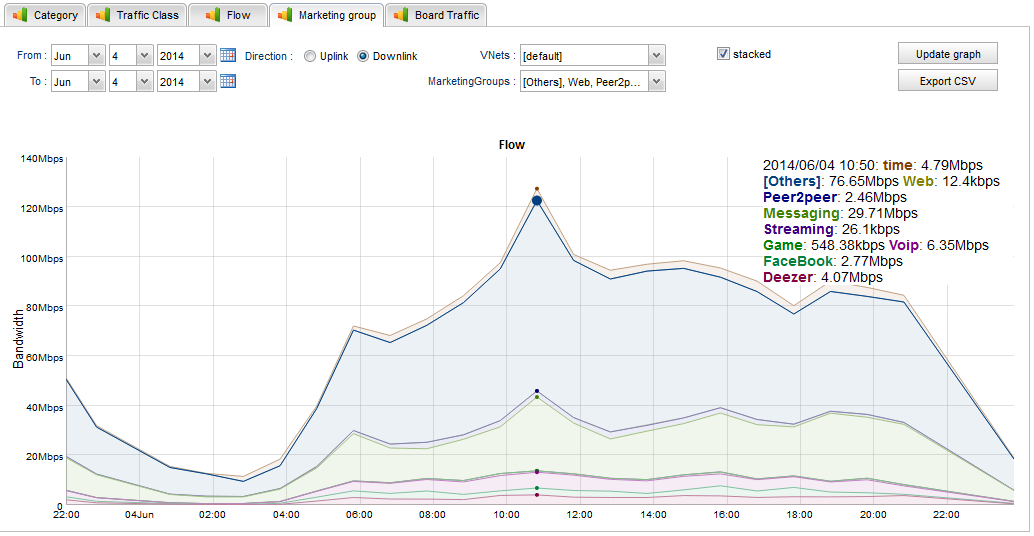 Category Traffic Class Flow Marketing group Board Traffic
From : Jun 4 2014 Direction : Uplink Downlink VNets : [default] stacked Update graph
To : Jun 4 2014 MarketingGroups : [Others], Web, Peer2p... Export CSV
Flow
140Mbps
120Mbps
100Mbps
80Mbps
60Mbps
40Mbps
20Mbps
0
Bandwidth
2014/06/04 10:50: time: 4.79Mbps
[Others]: 76.65Mbps Web: 12.4kbps
Peer2peer: 2.46Mbps
Messaging: 29.71Mbps
Streaming: 26.1kbps
Game: 548.38kbps Voip: 6.35Mbps
FaceBook: 2.77Mbps
Deezer: 4.07Mbps
22:00 04Jun 02:00 04:00 06:00 08:00 10:00 12:00 14:00 16:00 18:00 20:00 22:00